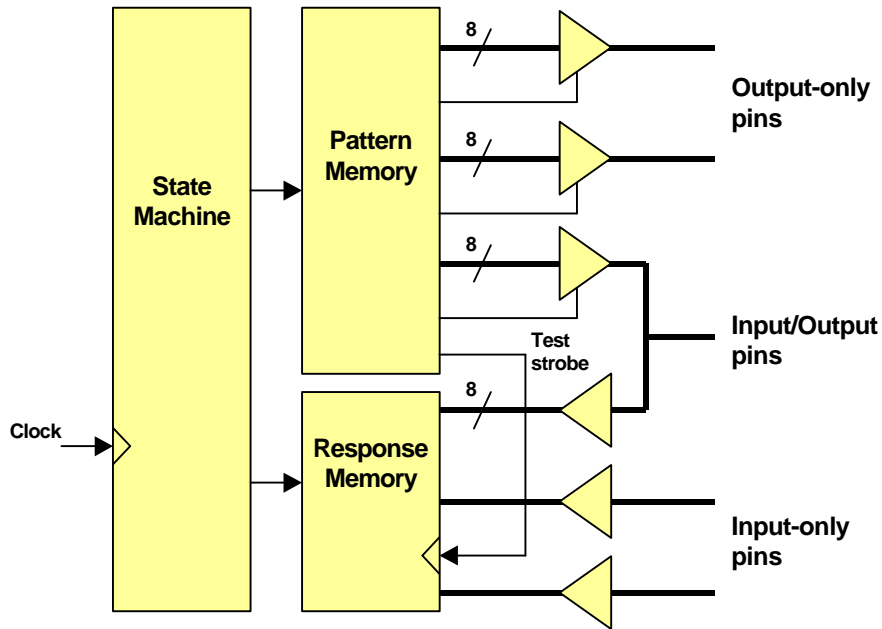 8
Output-only
pins
8
Pattern
Memory
State
Machine
8
Input/Output
pins
Test
strobe
8
Clock
Response
Memory
Input-only
pins